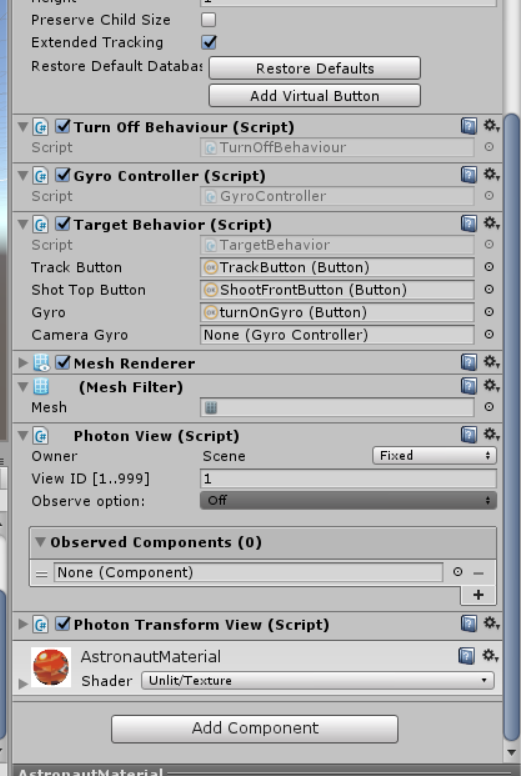 Height
1
Preserve Child Size
Extended Tracking
Restore Default Databas
Restore Defaults
Add Virtual Button
Turn Off Behaviour (Script)
Script TurnOffBehaviour
Gyro Controller (Script)
Script GyroController
Target Behavior (Script)
Script TargetBehavior
Track Button TrackButton (Button)
Shot Top Button ShootFrontButton (Button)
Gyro turnOnGyro (Button)
Camera Gyro None (Gyro Controller)
Mesh Renderer
(Mesh Filter)
Mesh
Photon View (Script)
Owner Scene Fixed
View ID [1..999] 1
Observe option: Off
Observed Components (0)
None (Component)
Photon Transform View (Script)
AstronautMaterial
Shader Unlit/Texture
Add Component
AstronautMaterial